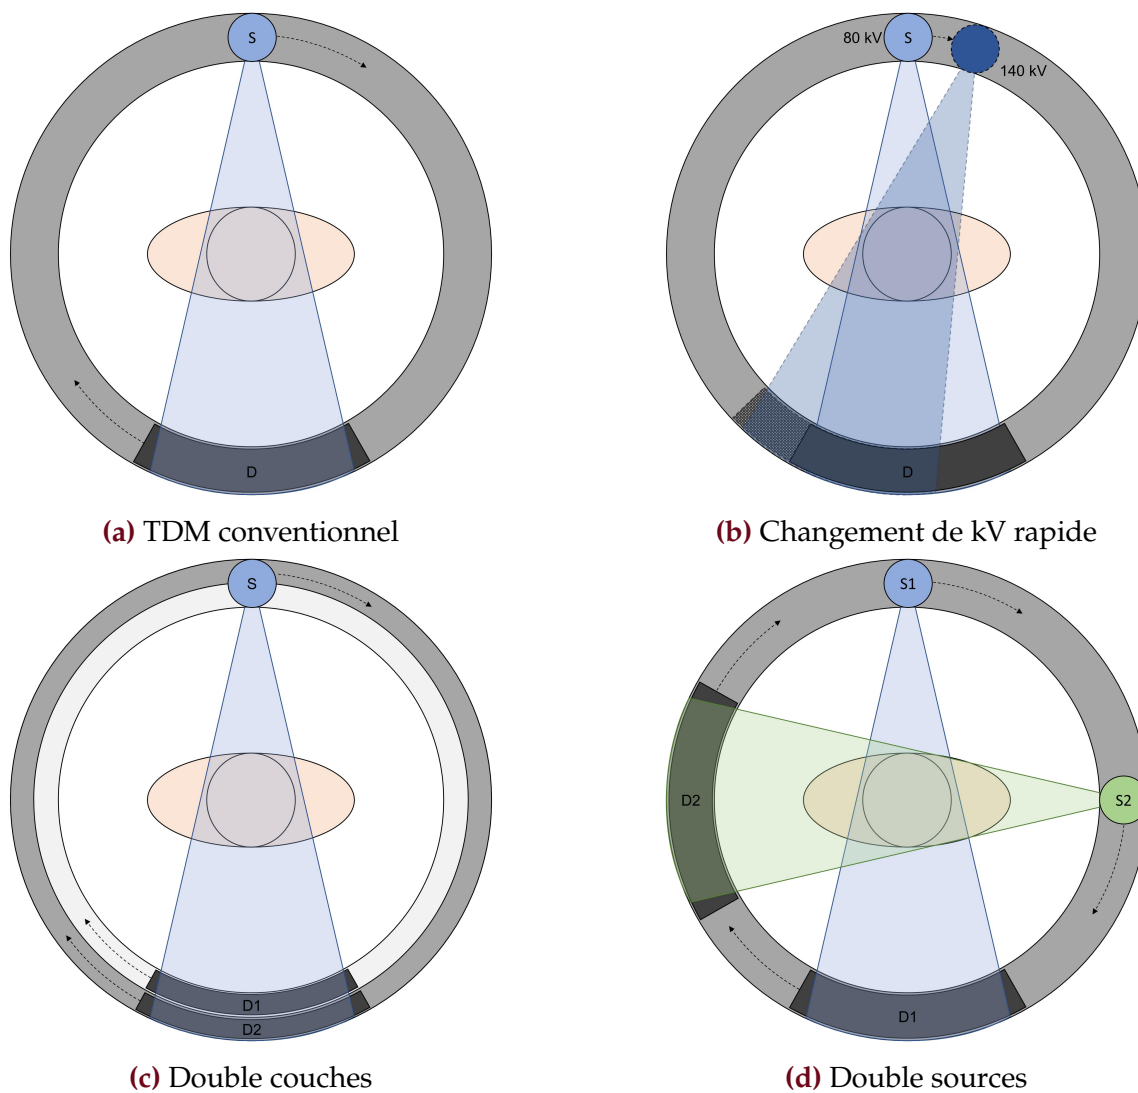 S
80 kV S
140 kV
D
D
(a) TDM conventionnel
(b) Changement de kV rapide
S
S1
D2
S2
D1
D2
D1
(c) Double couches
(d) Double sources